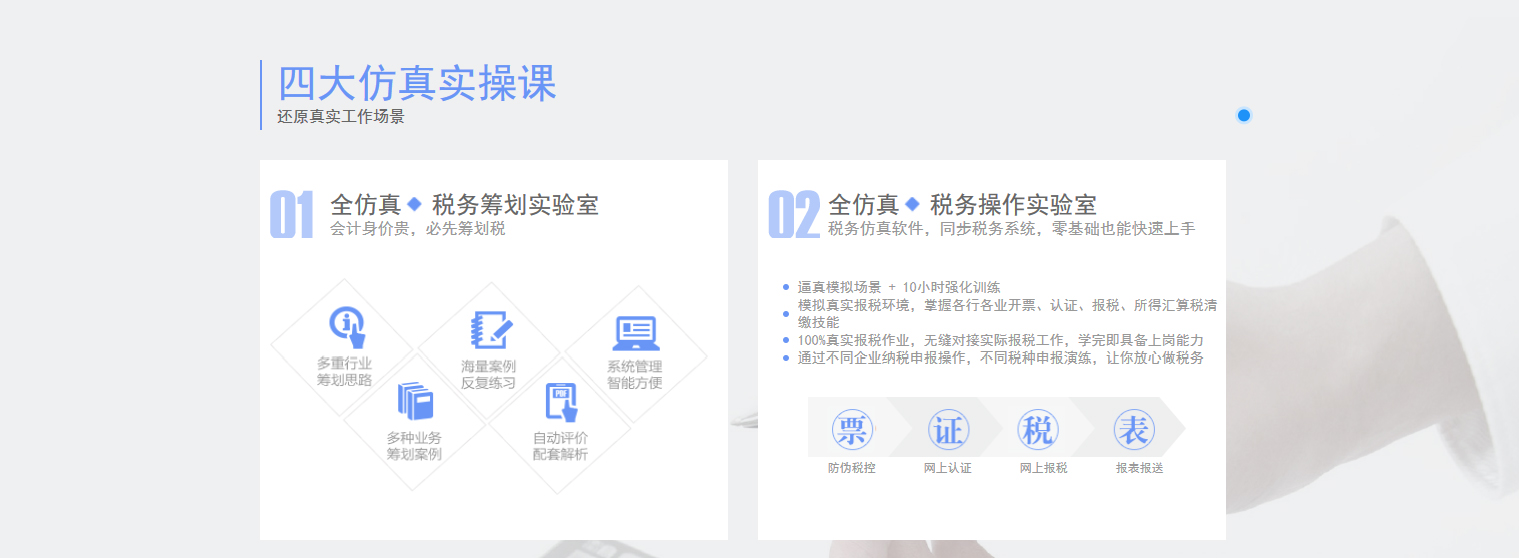 四大仿真实操课
还原真实工作场景
01
全仿真◆ 税务筹划实验室
会计身价贵，必先筹划税
多重行业
筹划思路
海量案例
反复练习
系统管理
智能方便
多种业务
筹划案例
PDF
自动评价
配套解析
02
全仿真◆ 税务操作实验室
税务仿真软件，同步税务系统，零基础也能快速上手
逼真模拟场景 + 10小时强化训练
模拟真实报税环境，掌握各行各业开票、认证、报税、所得汇算税清
缴技能
100%真实报税作业，无缝对接实际报税工作，学完即具备上岗能力
通过不同企业纳税申报操作，不同税种申报演练，让你放心做税务
票 证 税 表
防伪税控 网上认证 网上报税 报表报送